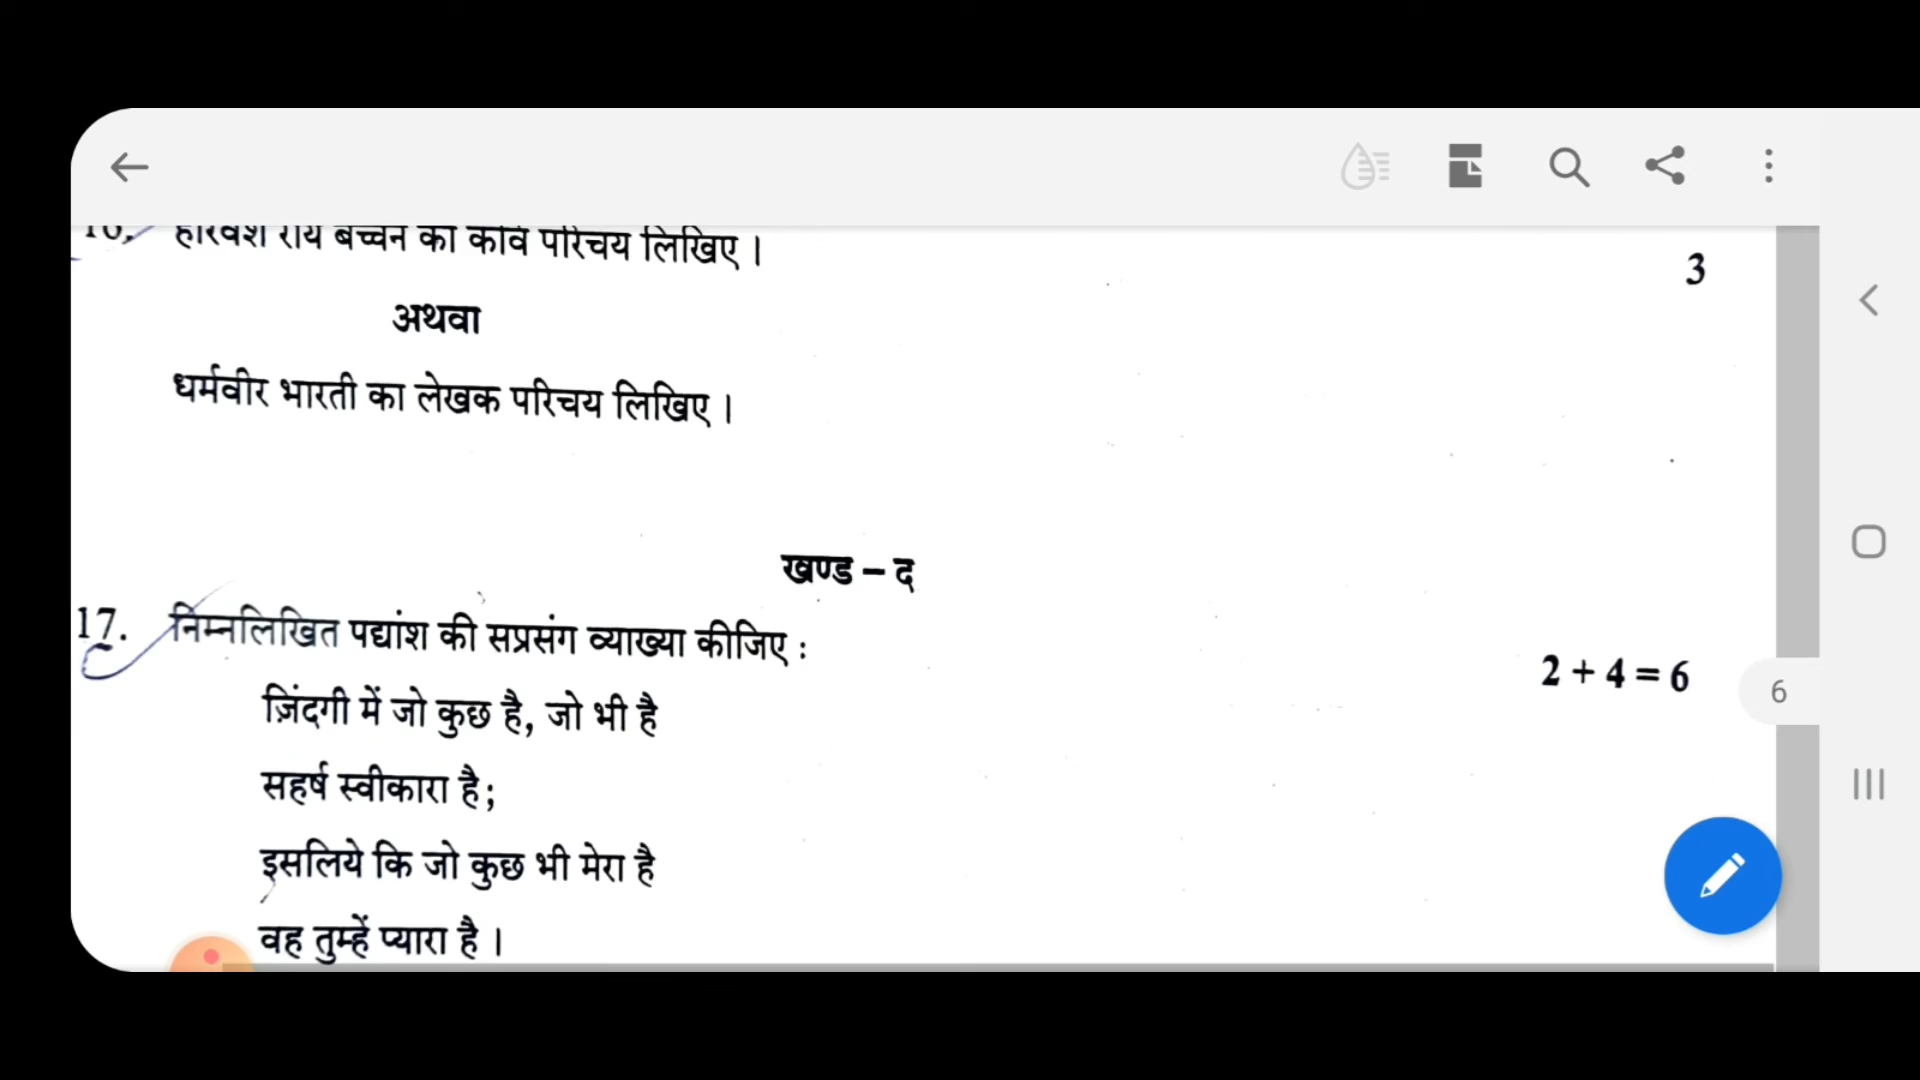 16. हरिवंश राय बच्चन का कवि परिचय लिखिए।
3
अथवा
धर्मवीर भारती का लेखक परिचय लिखिए।
खण्ड – द
17. निम्नलिखित पद्यांश की सप्रसंग व्याख्या कीजिए :
2 + 4 = 6
6
ज़िंदगी में जो कुछ है, जो भी है
सहर्ष स्वीकारा है;
इसलिये कि जो कुछ भी मेरा है
वह तुम्हें प्यारा है।